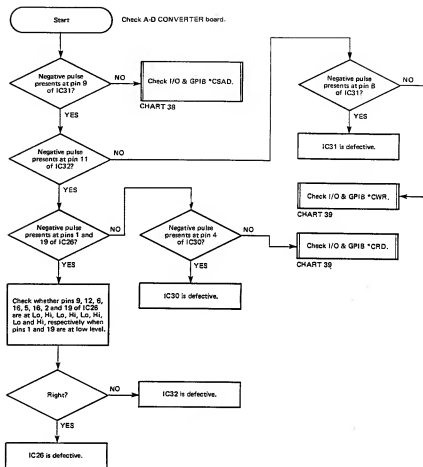 Start
Check A-D CONVERTER board.
Negative pulse
presents at pin 9
of IC31?
NO
Check I/O & GPIB *CSAD.
CHART 38
YES
Negative pulse
presents at pin 8
of IC31?
NO
YES
IC31 is defective.
Negative pulse
presents at pin 11
of IC32?
NO
YES
Check I/O & GPIB *CWR.
CHART 39
Negative pulse
presents at pins 1 and
19 of IC26?
NO
YES
Negative pulse
presents at pin 4
of IC30?
NO
YES
Check I/O & GPIB *CRD.
CHART 39
IC30 is defective.
Check whether pins 9, 12, 6,
16, 5, 16, 2 and 19 of IC26
are at Lo, Hi, Lo, Hi, Lo, Hi,
Lo and Hi, respectively when
pins 1 and 19 are at low level.
Right?
NO
IC32 is defective.
YES
IC26 is defective.